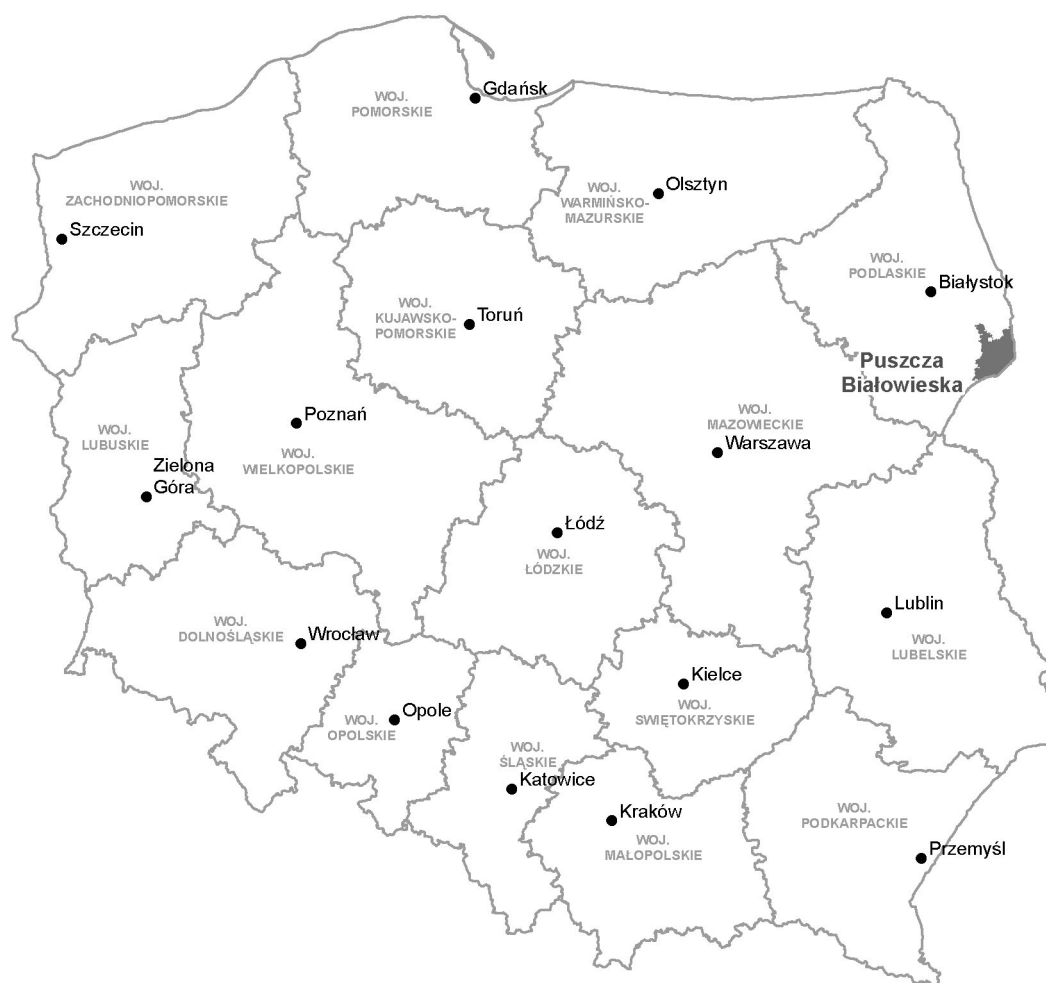 Gdańsk
WOJ.
POMORSKIE
WOJ.
ZACHODNIOPOMORSKIE
Szczecin
Olsztyn
WOJ.
WARMIŃSKO-
MAZURSKIE
WOJ.
PODLASKIE
Białystok
WOJ.
KUJAWSKO-
POMORSKIE
Toruń
Puszcza
Białowieska
WOJ.
MAZOWIECKIE
Warszawa
Poznań
WOJ.
WIELKOPOLSKIE
WOJ.
LUBUSKIE
Zielona
Góra
Łódź
WOJ.
ŁÓDZKIE
Lublin
WOJ.
LUBELSKIE
WOJ.
DOLNOŚLĄSKIE
Wrocław
Kielce
WOJ.
SWIĘTOKRZYSKIE
Opole
WOJ.
OPOLSKIE
WOJ.
ŚLĄSKIE
Katowice
Kraków
WOJ.
MAŁOPOLSKIE
WOJ.
PODKARPACKIE
Przemyśl